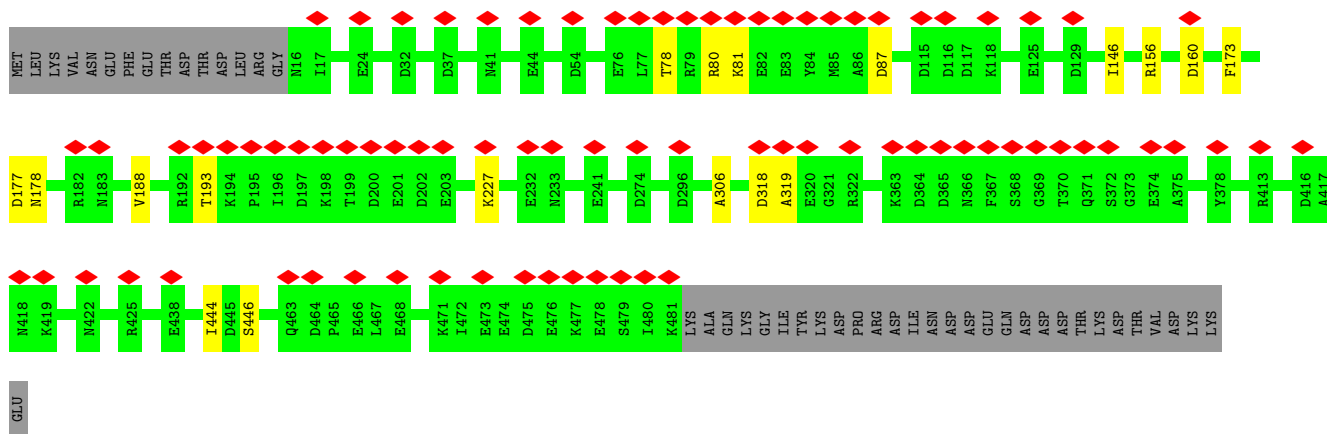 MET LEU LYS VAL ASN GLU PHE GLU THR ASP THR ASP LEU ARG GLY N16 I17 E24 D32 D37 N41 E44 D54 E76 L77 T78 R79 R80 K81 E82 E83 Y84 M85 A86 D87 D115 D116 D117 K118 E125 D129 I146 R156 D160 F173
D177 N178 R182 N183 V188 R192 T193 K194 P195 I196 D197 K198 T199 D200 E201 D202 E203 K227 E232 N233 E241 D274 D296 A306 D318 A319 E320 G321 R322 K363 D364 D365 N366 F367 S368 G369 T370 Q371 S372 G373 E374 A375 Y378 R413 D416 A417
N418 K419 N422 R425 E438 I444 D445 S446 Q463 D464 P465 E466 L467 E468 K471 I472 E473 E474 D475 E476 K477 E478 S479 I480 K481 LYS ALA GLN LYS GLY ILE TYR LYS ASP PRO ARG ASP ILE ASN ASP ASP GLU GLN ASP ASP ASP THR LYS ASP THR VAL ASP LYS LYS
GLU